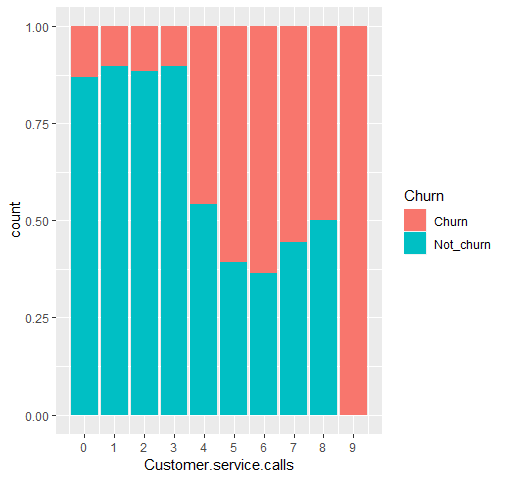 1.00
0.75
0.50
0.25
0.00
count
0 1 2 3 4 5 6 7 8 9
Customer.service.calls
Churn
Churn
Not_churn